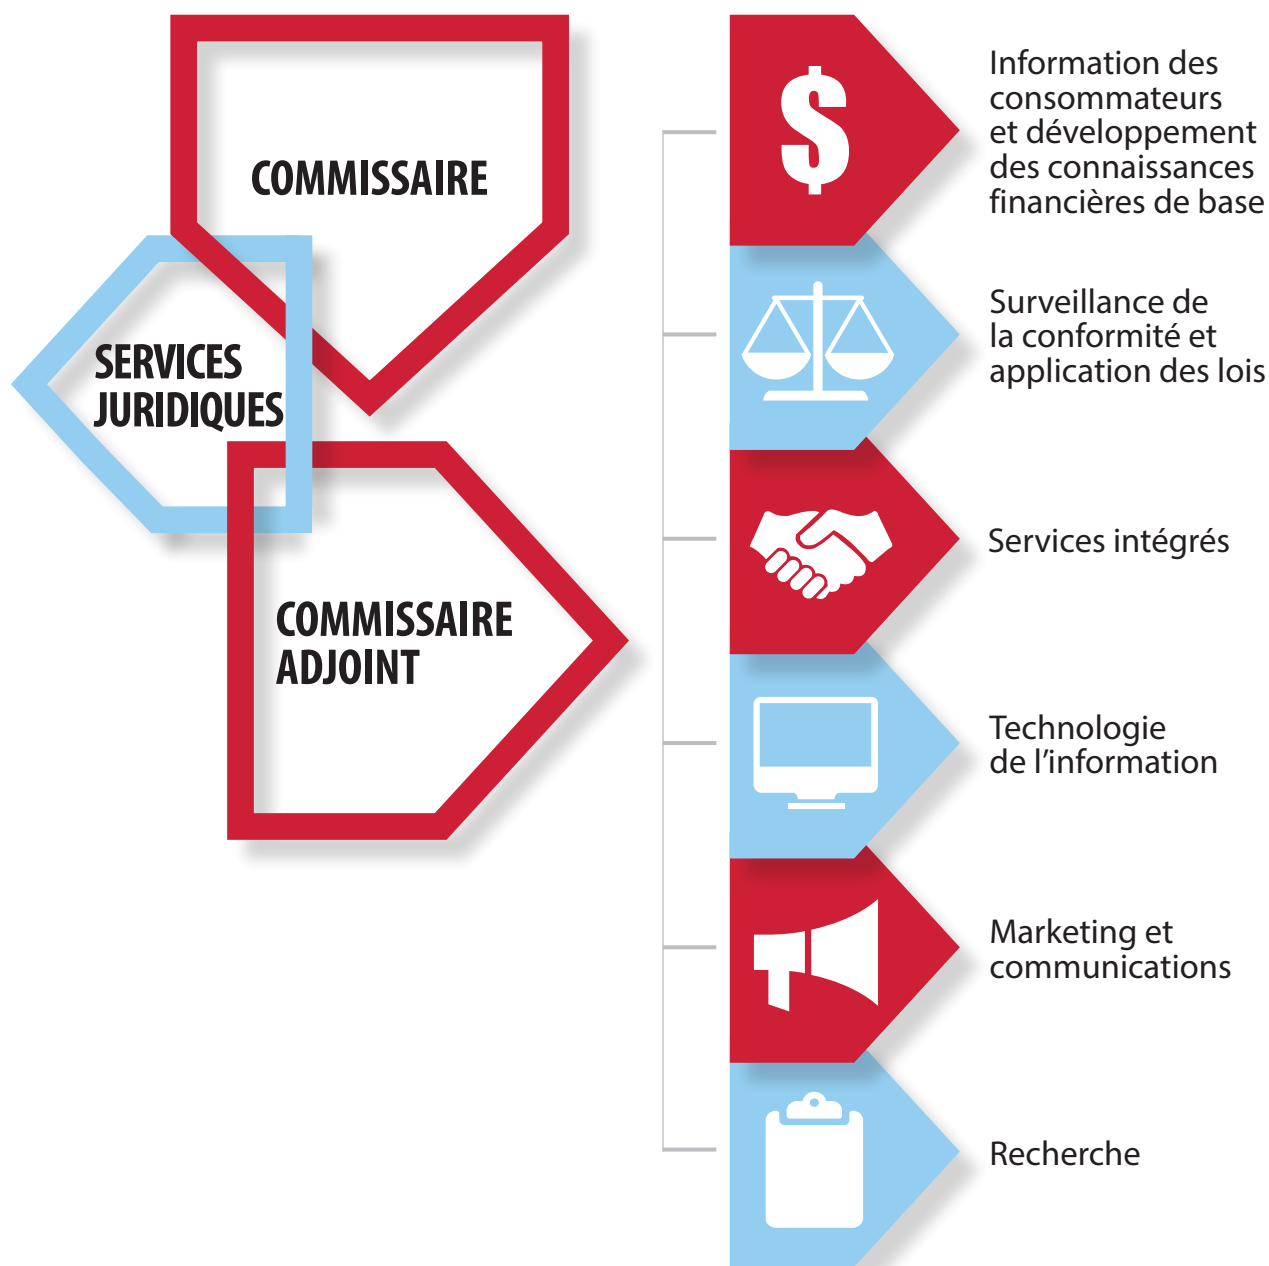 COMMISSAIRE
SERVICES
JURIDIQUES
COMMISSAIRE
ADJOINT
$
Information des
consommateurs
et développement
des connaissances
financières de base
Surveillance de
la conformité et
application des lois
Services intégrés
Technologie
de l’information
Marketing et
communications
Recherche